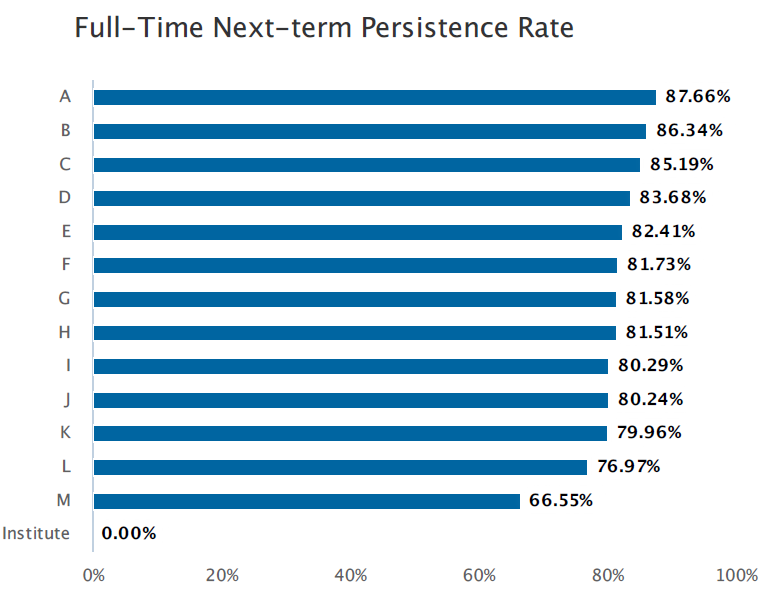 Full-Time Next-term Persistence Rate
A 87.66%
B 86.34%
C 85.19%
D 83.68%
E 82.41%
F 81.73%
G 81.58%
H 81.51%
I 80.29%
J 80.24%
K 79.96%
L 76.97%
M 66.55%
Institute 0.00%
0% 20% 40% 60% 80% 100%